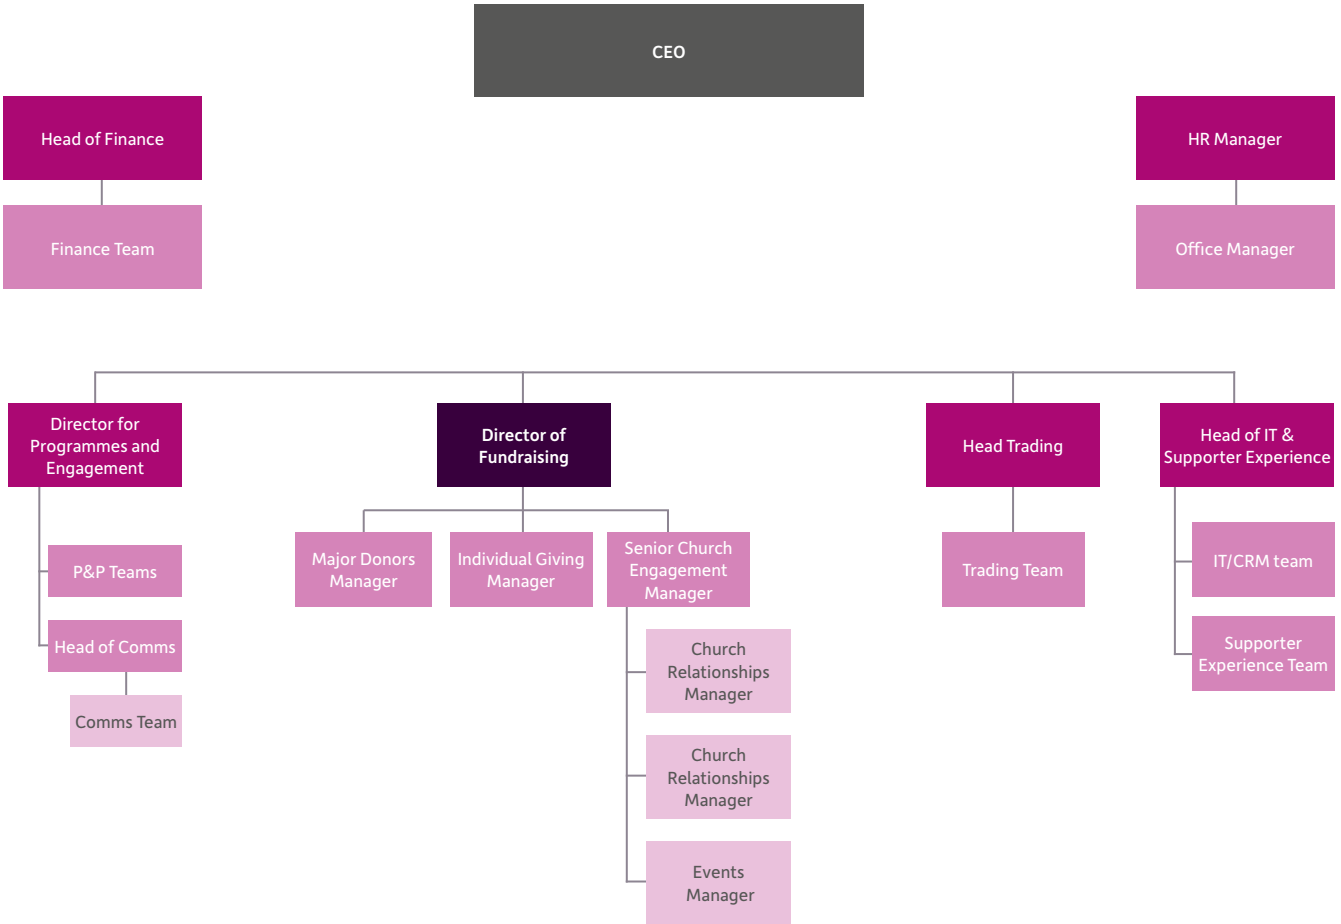 CEO
Head of Finance
HR Manager
Finance Team
Office Manager
Director for
Programmes and
Engagement
Director of
Fundraising
Head Trading
Head of IT &
Supporter Experience
P&P Teams
Head of Comms
Comms Team
Major Donors
Manager
Individual Giving
Manager
Senior Church
Engagement
Manager
Church
Relationships
Manager
Church
Relationships
Manager
Events
Manager
Trading Team
IT/CRM team
Supporter
Experience Team